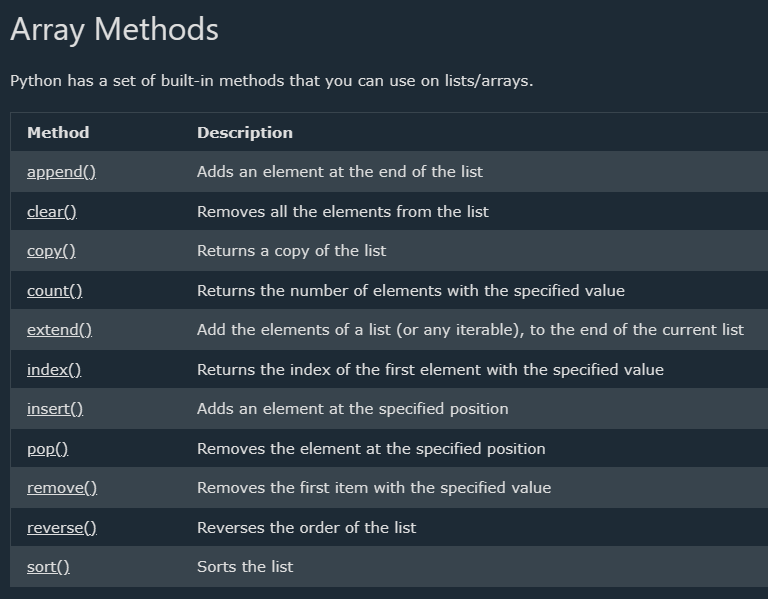 Array Methods
Python has a set of built-in methods that you can use on lists/arrays.
Method Description
append() Adds an element at the end of the list
clear() Removes all the elements from the list
copy() Returns a copy of the list
count() Returns the number of elements with the specified value
extend() Add the elements of a list (or any iterable), to the end of the current list
index() Returns the index of the first element with the specified value
insert() Adds an element at the specified position
pop() Removes the element at the specified position
remove() Removes the first item with the specified value
reverse() Reverses the order of the list
sort() Sorts the list